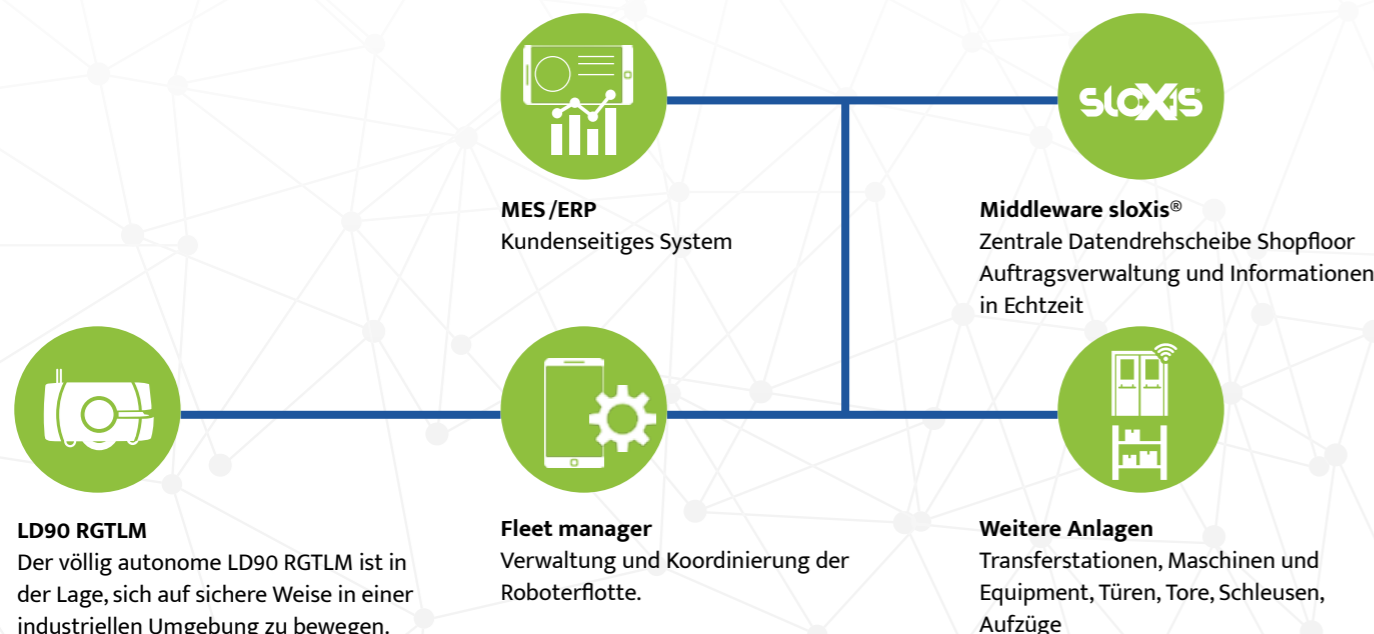 sloXis
MES/ERP
Kundenseitiges System
Middleware sloXis®
Zentrale Datendrehscheibe Shopfloor
Auftragsverwaltung und Informationen
in Echtzeit
LD90 RGTLM
Der völlig autonome LD90 RGTLM ist in
der Lage, sich auf sichere Weise in einer
industriellen Umgebung zu bewegen.
Fleet manager
Verwaltung und Koordinierung der
Roboterflotte.
Weitere Anlagen
Transferstationen, Maschinen und
Equipment, Türen, Tore, Schleusen,
Aufzüge